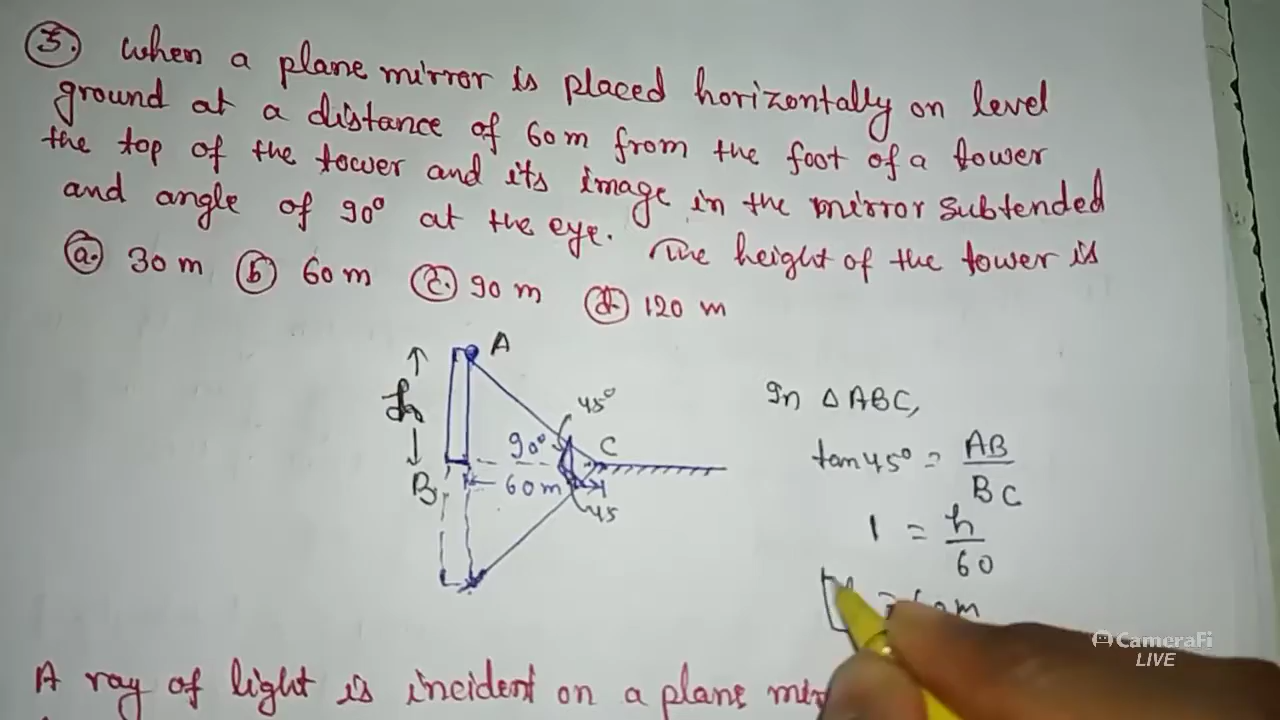 3. When a plane mirror is placed horizontally on level
ground at a distance of 60 m from the foot of a tower
the top of the tower and its image in the mirror subtended
and angle of 90° at the eye. The height of the tower is
a. 30 m b. 60 m c. 90 m d. 120 m
A
h
45°
90°
C
B
60 m
45
In △ ABC,
tan 45° = AB/BC
1 = h/60
m
A ray of light is incident on a plane
CameraFi
LIVE